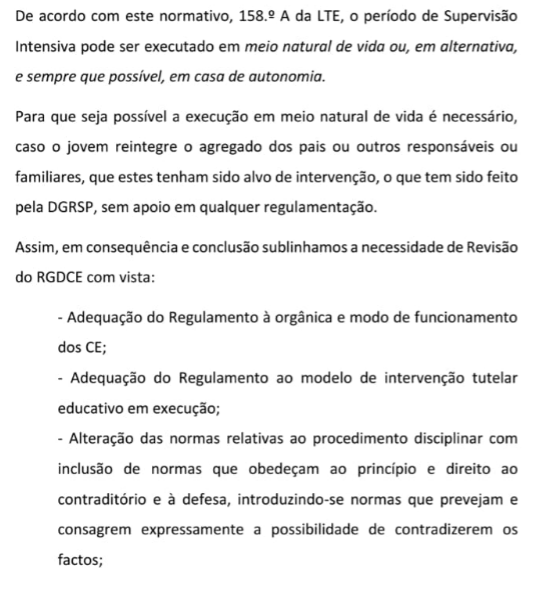 De acordo com este normativo, 158.º A da LTE, o período de Supervisão
Intensiva pode ser executado em meio natural de vida ou, em alternativa,
e sempre que possível, em casa de autonomia.
Para que seja possível a execução em meio natural de vida é necessário,
caso o jovem reintegre o agregado dos pais ou outros responsáveis ou
familiares, que estes tenham sido alvo de intervenção, o que tem sido feito
pela DGRSP, sem apoio em qualquer regulamentação.
Assim, em consequência e conclusão sublinhamos a necessidade de Revisão
do RGDCE com vista:
- Adequação do Regulamento à orgânica e modo de funcionamento
dos CE;
- Adequação do Regulamento ao modelo de intervenção tutelar
educativo em execução;
- Alteração das normas relativas ao procedimento disciplinar com
inclusão de normas que obedeçam ao princípio e direito ao
contraditório e à defesa, introduzindo-se normas que prevejam e
consagrem expressamente a possibilidade de contradizerem os
factos;